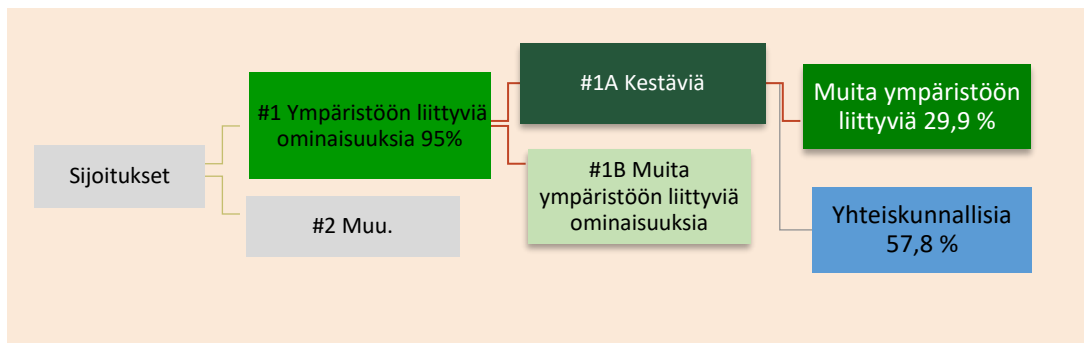 Sijoitukset
#1 Ympäristöön liittyviä
ominaisuuksia 95%
#2 Muu.
#1A Kestäviä
#1B Muita
ympäristöön liittyviä
ominaisuuksia
Muita ympäristöön
liittyviä 29,9 %
Yhteiskunnallisia
57,8 %